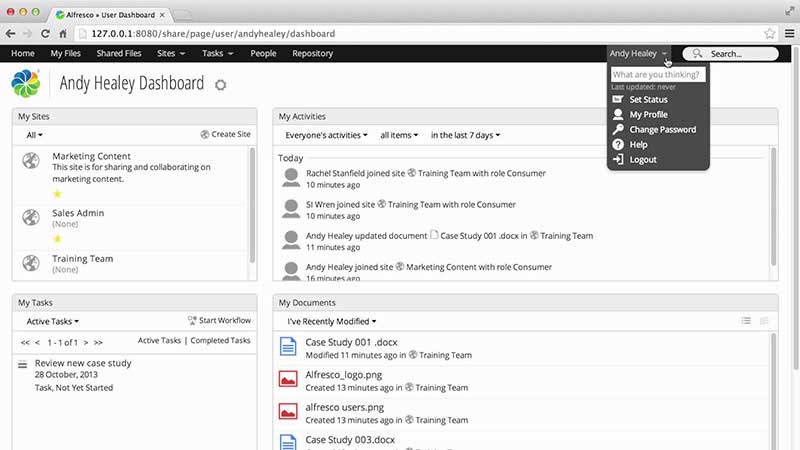 Alfresco » User Dashboard
127.0.0.1:8080/share/page/user/andyhealey/dashboard
Home My Files Shared Files Sites Tasks People Repository Andy Healey Search...
Andy Healey Dashboard
What are you thinking?
Last updated: never
Set Status
My Profile
Change Password
Help
Logout
My Sites
All Create Site
Marketing Content
This site is for sharing and collaborating on
marketing content.
Sales Admin
(None)
Training Team
(None)
My Activities
Everyone's activities all items in the last 7 days
Today
Rachel Stanfield joined site Training Team with role Consumer
10 minutes ago
SI Wren joined site Training Team with role Consumer
10 minutes ago
Andy Healey updated document Case Study 001 .docx in Training Team
11 minutes ago
Andy Healey joined site Marketing Content with role Consumer
16 minutes ago
My Tasks
Active Tasks Start Workflow
<< < 1 - 1 of 1 > >> Active Tasks | Completed Tasks
Review new case study
28 October, 2013
Task, Not Yet Started
My Documents
I've Recently Modified
Case Study 001 .docx
Modified 11 minutes ago in Training Team
Alfresco_logo.png
Created 13 minutes ago in Training Team
alfresco users.png
Created 13 minutes ago in Training Team
Case Study 003.docx
Created 13 minutes ago in Training Team